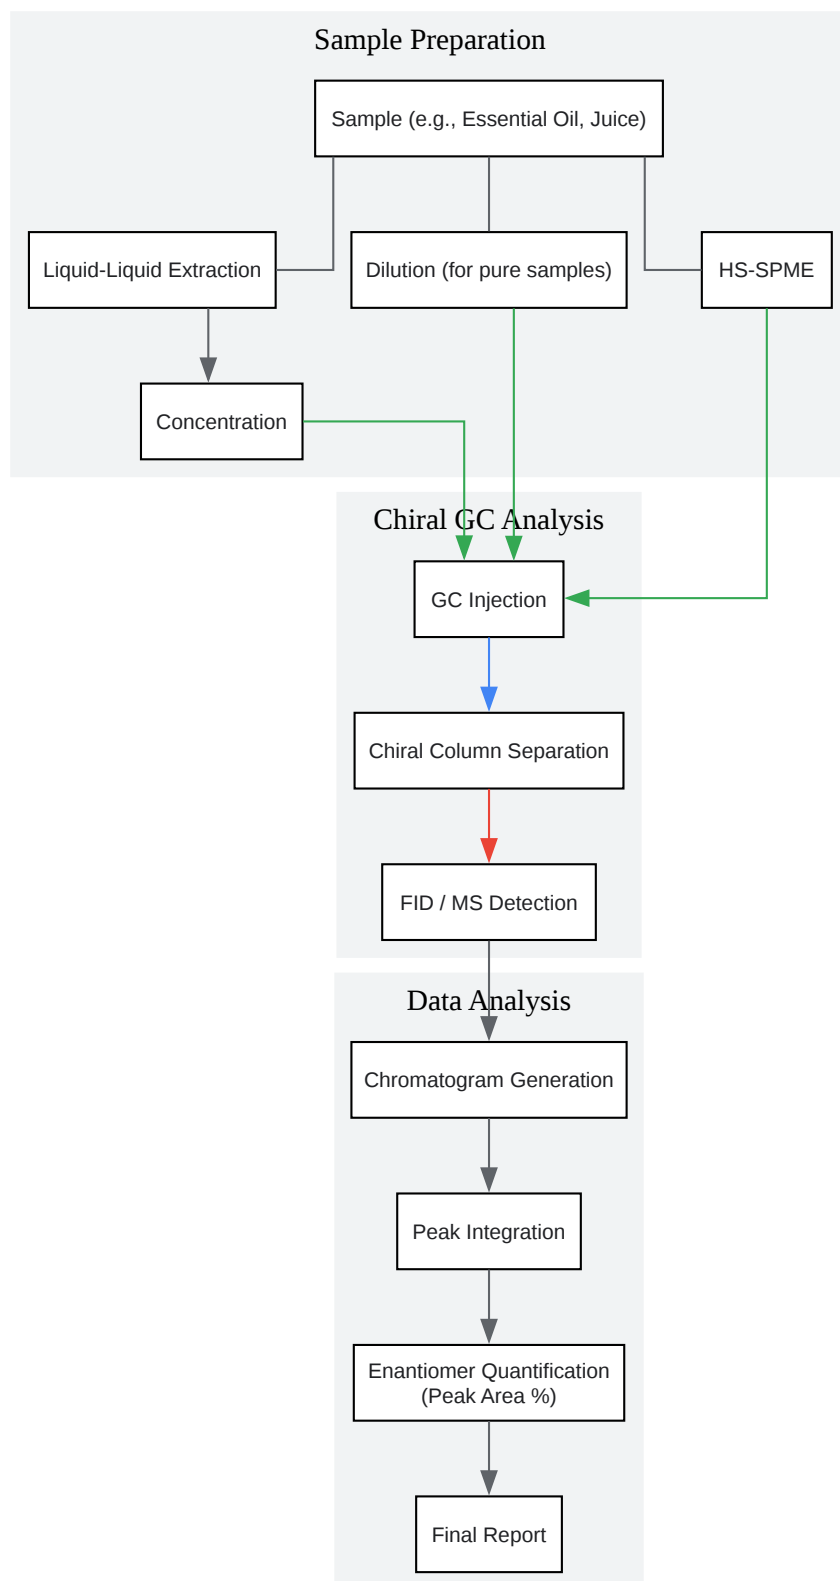 Sample Preparation
Sample (e.g., Essential Oil, Juice)
Liquid-Liquid Extraction
Dilution (for pure samples)
HS-SPME
Concentration
Chiral GC Analysis
GC Injection
Chiral Column Separation
FID / MS Detection
Data Analysis
Chromatogram Generation
Peak Integration
Enantiomer Quantification
(Peak Area %)
Final Report